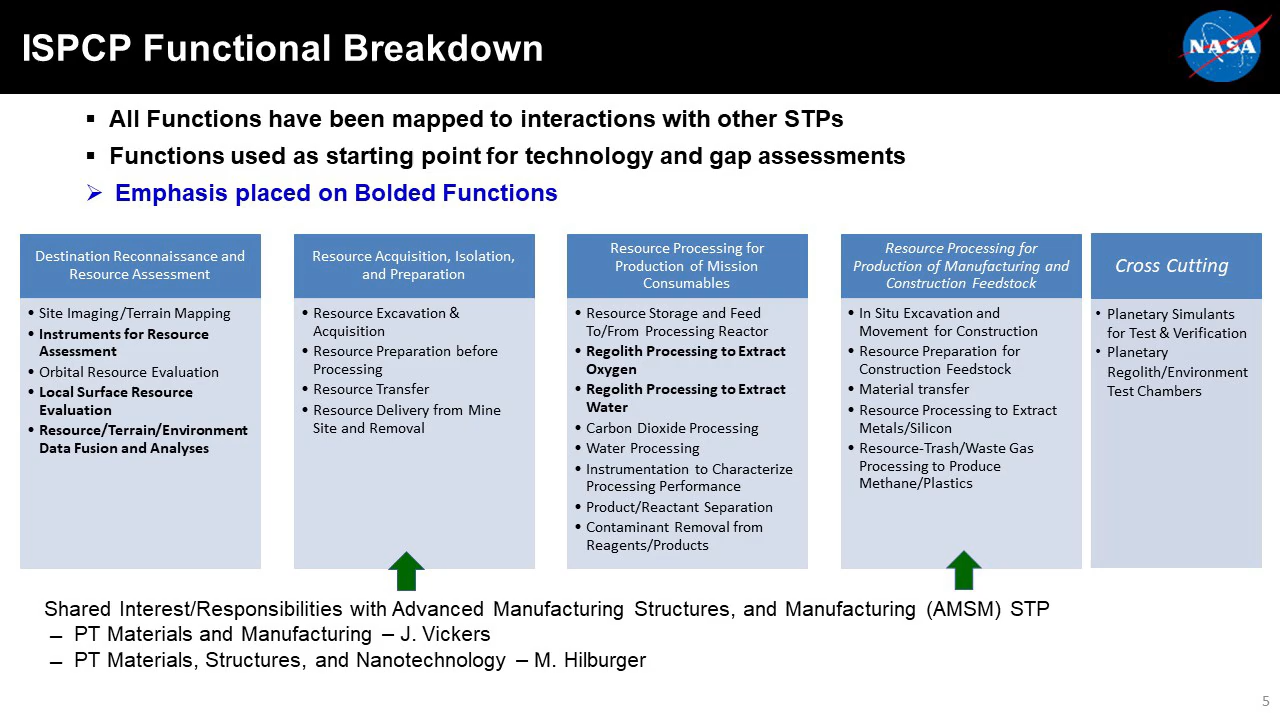 ISPCP Functional Breakdown
NASA
▪ All Functions have been mapped to interactions with other STPs
▪ Functions used as starting point for technology and gap assessments
➢ Emphasis placed on Bolded Functions
Destination Reconnaissance and
Resource Assessment
• Site Imaging/Terrain Mapping
• Instruments for Resource
Assessment
• Orbital Resource Evaluation
• Local Surface Resource
Evaluation
• Resource/Terrain/Environment
Data Fusion and Analyses
Resource Acquisition, Isolation,
and Preparation
• Resource Excavation &
Acquisition
• Resource Preparation before
Processing
• Resource Transfer
• Resource Delivery from Mine
Site and Removal
Resource Processing for
Production of Mission
Consumables
• Resource Storage and Feed
To/From Processing Reactor
• Regolith Processing to Extract
Oxygen
• Regolith Processing to Extract
Water
• Carbon Dioxide Processing
• Water Processing
• Instrumentation to Characterize
Processing Performance
• Product/Reactant Separation
• Contaminant Removal from
Reagents/Products
Resource Processing for
Production of Manufacturing and
Construction Feedstock
• In Situ Excavation and
Movement for Construction
• Resource Preparation for
Construction Feedstock
• Material transfer
• Resource Processing to Extract
Metals/Silicon
• Resource-Trash/Waste Gas
Processing to Produce
Methane/Plastics
Cross Cutting
• Planetary Simulants
for Test & Verification
• Planetary
Regolith/Environment
Test Chambers
Shared Interest/Responsibilities with Advanced Manufacturing Structures, and Manufacturing (AMSM) STP
– PT Materials and Manufacturing – J. Vickers
– PT Materials, Structures, and Nanotechnology – M. Hilburger
5